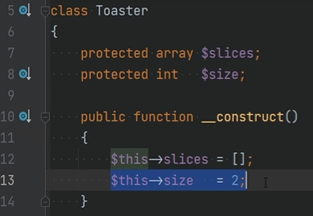 5 class Toaster
6 {
7 protected array $slices;
8 protected int $size;
9
10 public function __construct()
11 {
12 $this->slices = [];
13 $this->size = 2;
14 }